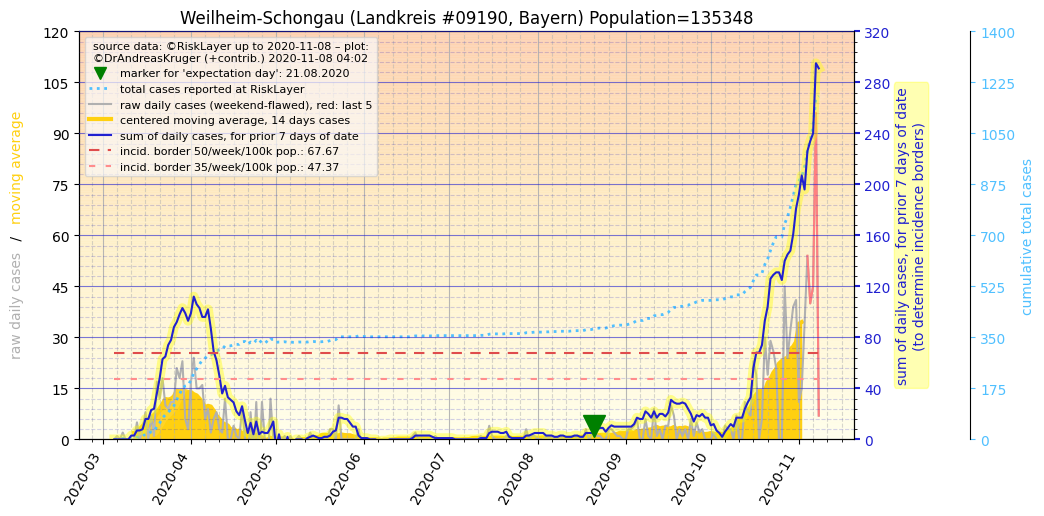 Weilheim-Schongau (Landkreis #09190, Bayern) Population=135348
source data: ©RiskLayer up to 2020-11-08 – plot:
©DrAndreasKruger (+contrib.) 2020-11-08 04:02
marker for 'expectation day': 21.08.2020
total cases reported at RiskLayer
raw daily cases (weekend-flawed), red: last 5
centered moving average, 14 days cases
sum of daily cases, for prior 7 days of date
incid. border 50/week/100k pop.: 67.67
incid. border 35/week/100k pop.: 47.37
raw daily cases / moving average
120
105
90
75
60
45
30
15
0
2020-03
2020-04
2020-05
2020-06
2020-07
2020-08
2020-09
2020-10
2020-11
320
280
240
200
160
120
80
40
0
sum of daily cases, for prior 7 days of date
(to determine incidence borders)
1400
1225
1050
875
700
525
350
175
0
cumulative total cases